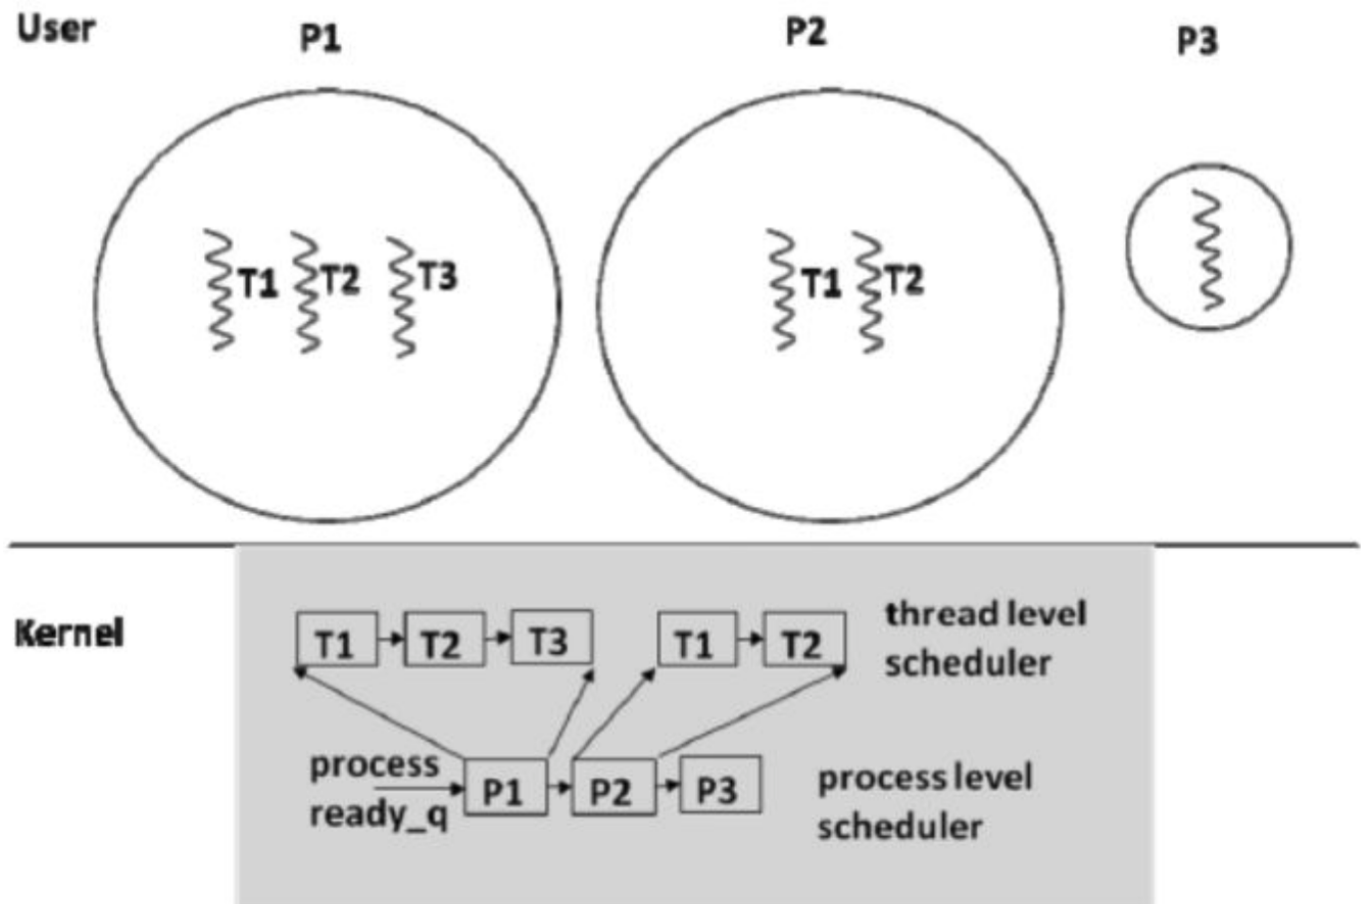 User
P1
P2
P3
T1
T2
T3
T1
T2
Kernel
T1
T2
T3
T1
T2
thread level
scheduler
process
ready_q
P1
P2
P3
process level
scheduler